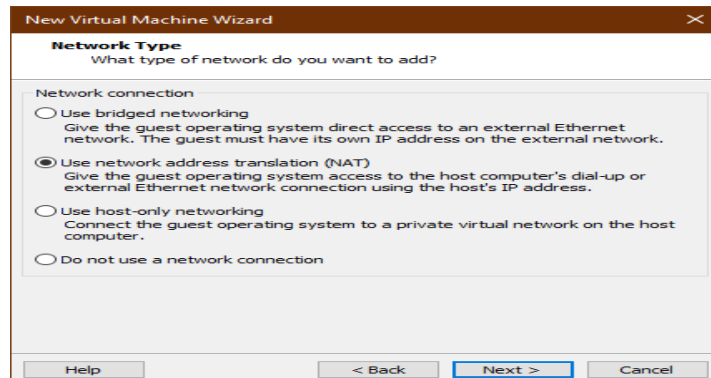 New Virtual Machine Wizard
Network Type
What type of network do you want to add?
Network connection
Use bridged networking
Give the guest operating system direct access to an external Ethernet
network. The guest must have its own IP address on the external network.
Use network address translation (NAT)
Give the guest operating system access to the host computer's dial-up or
external Ethernet network connection using the host's IP address.
Use host-only networking
Connect the guest operating system to a private virtual network on the host
computer.
Do not use a network connection
Help
< Back
Next >
Cancel